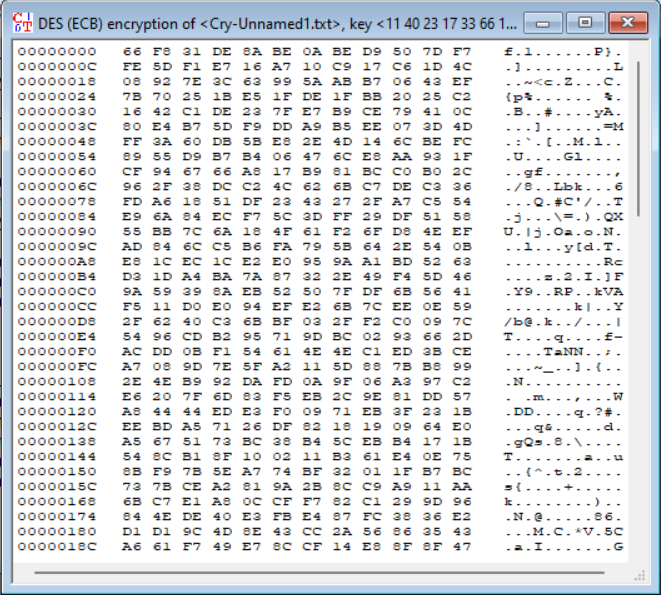 DES (ECB) encryption of <Cry-Unnamed1.txt>, key <11 40 23 17 33 66 1...
00000000 66 F8 31 DE 8A BE 0A BE D9 50 7D F7 f.1......P}.
0000000C FE 5D F1 E7 16 A7 10 C9 17 C6 1D 4C .].........L
00000018 08 92 7E 3C 63 99 5A AB B7 06 43 EF ..~<c.Z...C.
00000024 7B 70 25 1B E5 1F DE 1F BB 20 25 C2 {p%...... %.
00000030 16 42 C1 DE 23 7F E7 B9 CE 79 41 0C .B..#....yA.
0000003C 80 E4 B7 5D F9 DD A9 B5 EE 07 3D 4D ...]......=M
00000048 FF 3A 60 DB 5B E8 2E 4D 14 6C BE FC .:`.[..M.l..
00000054 89 55 D9 B7 B4 06 47 6C E8 AA 93 1F .U....Gl....
00000060 CF 94 67 66 A8 17 B9 81 BC C0 B0 2C ..gf.......,
0000006C 96 2F 38 DC C2 4C 62 6B C7 DE C3 36 ./8..Lbk...6
00000078 FD A6 18 51 DF 23 43 27 2F A7 C5 54 ...Q.#C'/..T
00000084 E9 6A 84 EC F7 5C 3D FF 29 DF 51 58 .j...\=.).QX
00000090 55 BB 7C 6A 18 4F 61 F2 6F D8 4E EF U.|j.Oa.o.N.
0000009C AD 84 6C C5 B6 FA 79 5B 64 2E 54 0B ..l...y[d.T.
000000A8 E8 1C EC 1C E2 E0 95 9A A1 BD 52 63 ..........Rc
000000B4 D3 1D A4 BA 7A 87 32 2E 49 F4 5D 46 ....z.2.I.]F
000000C0 9A 59 39 8A EB 52 50 7F DF 6B 56 41 .Y9..RP..kVA
000000CC F5 11 D0 E0 94 EF E2 6B 7C EE 0E 59 .......k|..Y
000000D8 2F 62 40 C3 6B BF 03 2F F2 C0 09 7C /b@.k../...|
000000E4 54 96 CD B2 95 71 9D BC 02 93 66 2D T....q....f-
000000F0 AC DD 0B F1 54 61 4E 4E C1 ED 3B CE ....TaNN..;.
000000FC A7 08 9D 7E 5F A2 11 5D 88 7B B8 99 ...~_..].{..
00000108 2E 4E B9 92 DA FD 0A 9F 06 A3 97 C2 .N..........
00000114 E6 20 7F 6D 83 F5 EB 2C 9E 81 DD 57 . .m...,...W
00000120 A8 44 44 ED E3 F0 09 71 EB 3F 23 1B .DD....q.?#.
0000012C EE BD A5 71 26 DF 82 18 19 09 64 E0 ...q&.....d.
00000138 A5 67 51 73 BC 38 B4 5C EB B4 17 1B .gQs.8.\....
00000144 54 8C B1 8F 10 02 11 B3 61 E4 0E 75 T.......a..u
00000150 8B F9 7B 5E A7 74 BF 32 01 1F B7 BC ..{^.t.2....
0000015C 73 7B CE A2 81 9A 2B 8C C9 A9 11 AA s{....+.....
00000168 6B C7 E1 A8 0C CF F7 82 C1 29 9D 96 k........)..
00000174 84 4E DE 40 E3 FB E4 87 FC 38 36 E2 .N.@.....86.
00000180 D1 D1 9C 4D 8E 43 CC 2A 56 86 35 43 ...M.C.*V.5C
0000018C A6 61 F7 49 E7 8C CF 14 E8 8F 8F 47 .a.I.......G